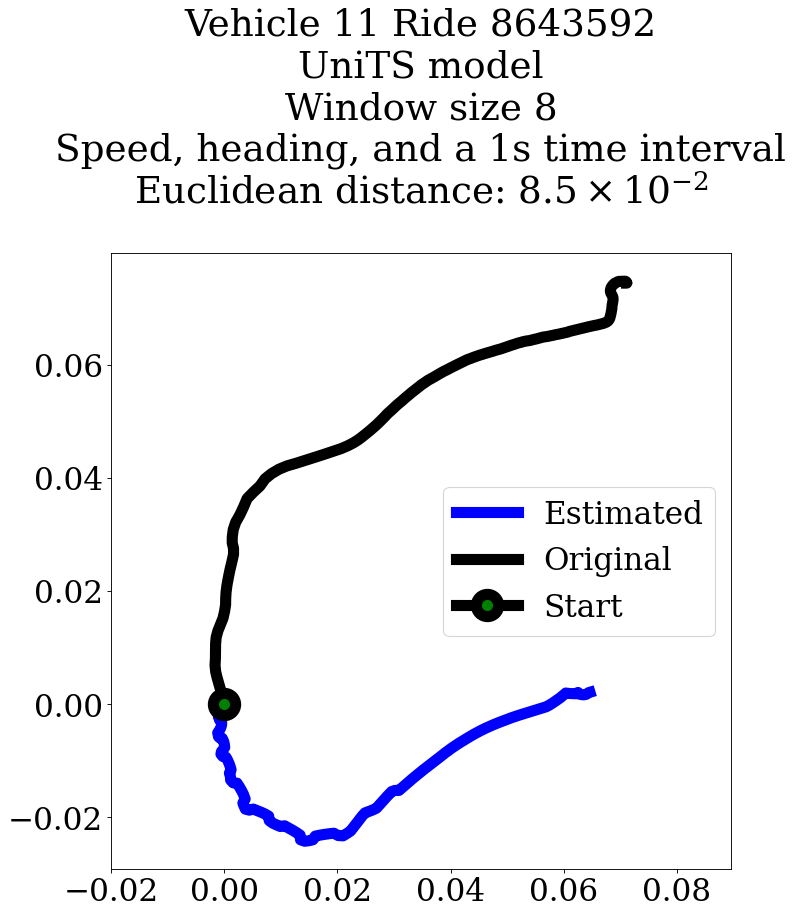 Vehicle 11 Ride 8643592
UniTS model
Window size 8
Speed, heading, and a 1s time interval
Euclidean distance: 8.5 × 10⁻²
0.06
0.04
0.02
0.00
−0.02
Estimated
Original
Start
−0.02 0.00 0.02 0.04 0.06 0.08